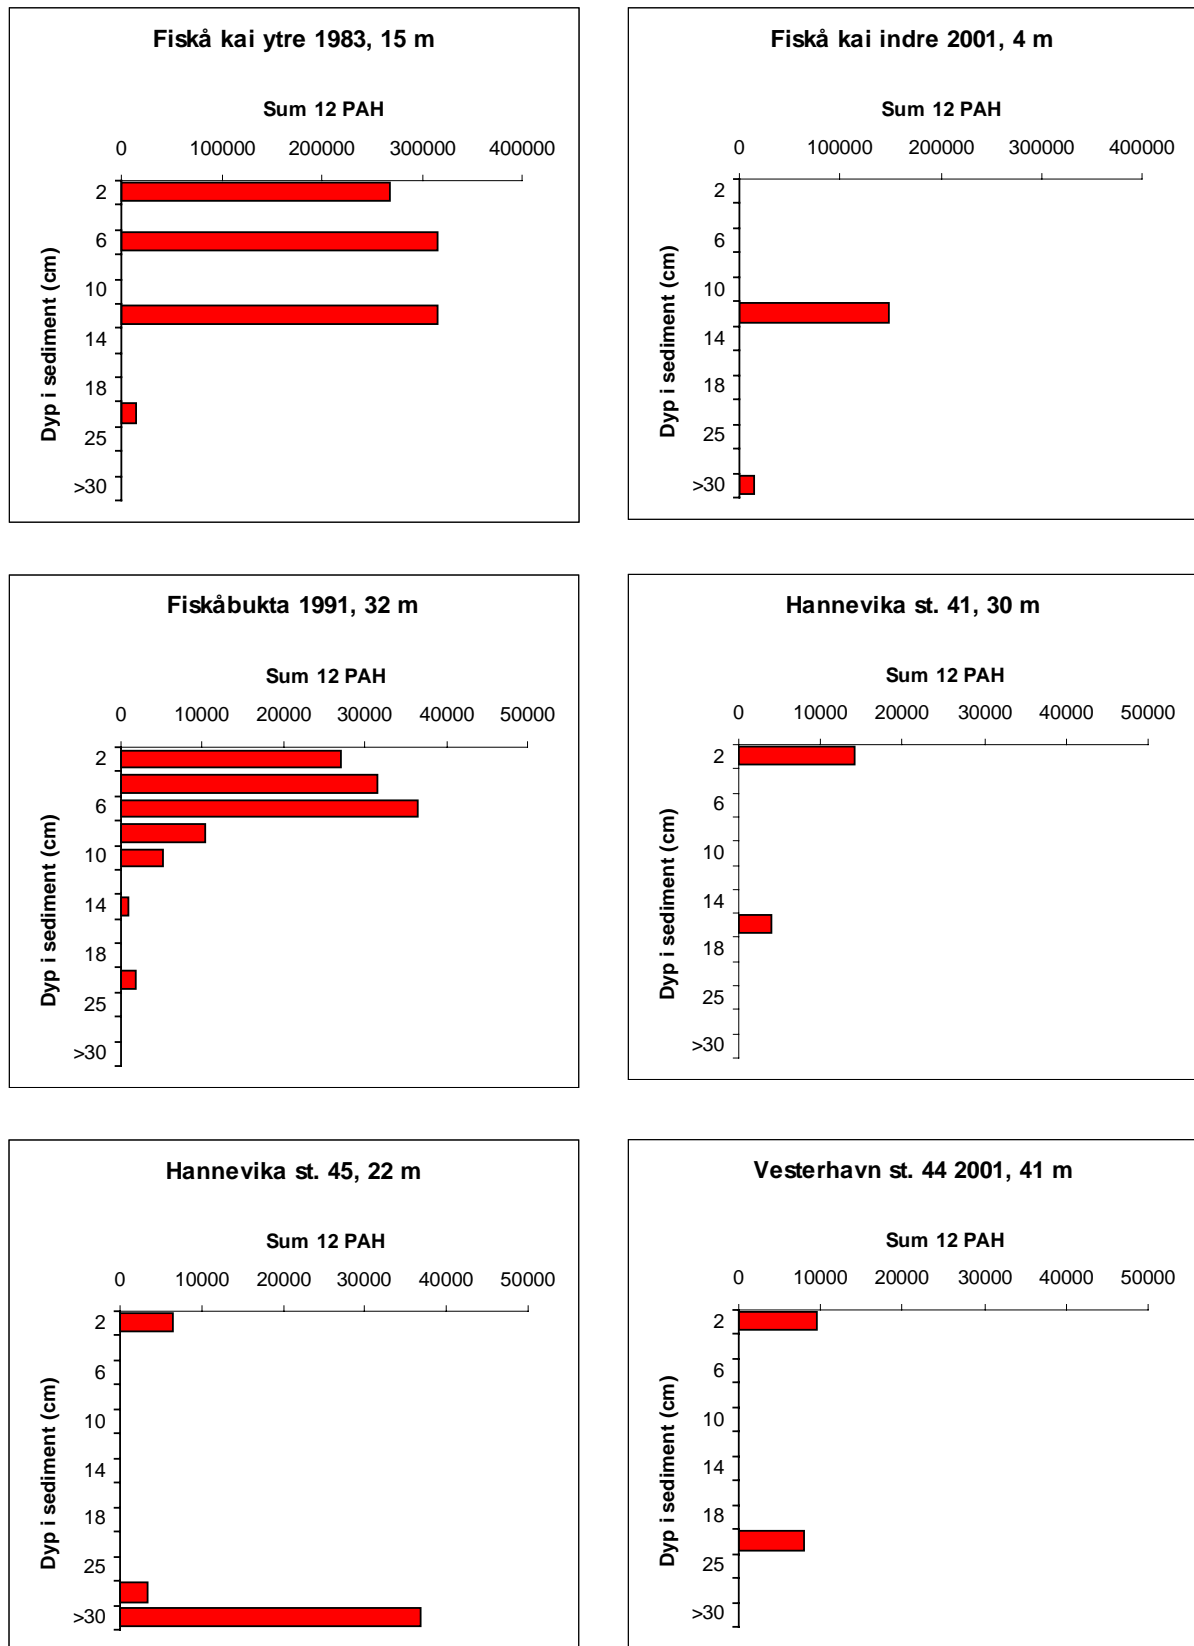 Fiskå kai ytre 1983, 15 m
Sum 12 PAH
0 100000 200000 300000 400000
Dyp i sediment (cm)
2
6
10
14
18
25
>30
Fiskå kai indre 2001, 4 m
Sum 12 PAH
0 100000 200000 300000 400000
Dyp i sediment (cm)
2
6
10
14
18
25
>30
Fiskåbukta 1991, 32 m
Sum 12 PAH
0 10000 20000 30000 40000 50000
Dyp i sediment (cm)
2
6
10
14
18
25
>30
Hannevika st. 41, 30 m
Sum 12 PAH
0 10000 20000 30000 40000 50000
Dyp i sediment (cm)
2
6
10
14
18
25
>30
Hannevika st. 45, 22 m
Sum 12 PAH
0 10000 20000 30000 40000 50000
Dyp i sediment (cm)
2
6
10
14
18
25
>30
Vesterhavn st. 44 2001, 41 m
Sum 12 PAH
0 10000 20000 30000 40000 50000
Dyp i sediment (cm)
2
6
10
14
18
25
>30